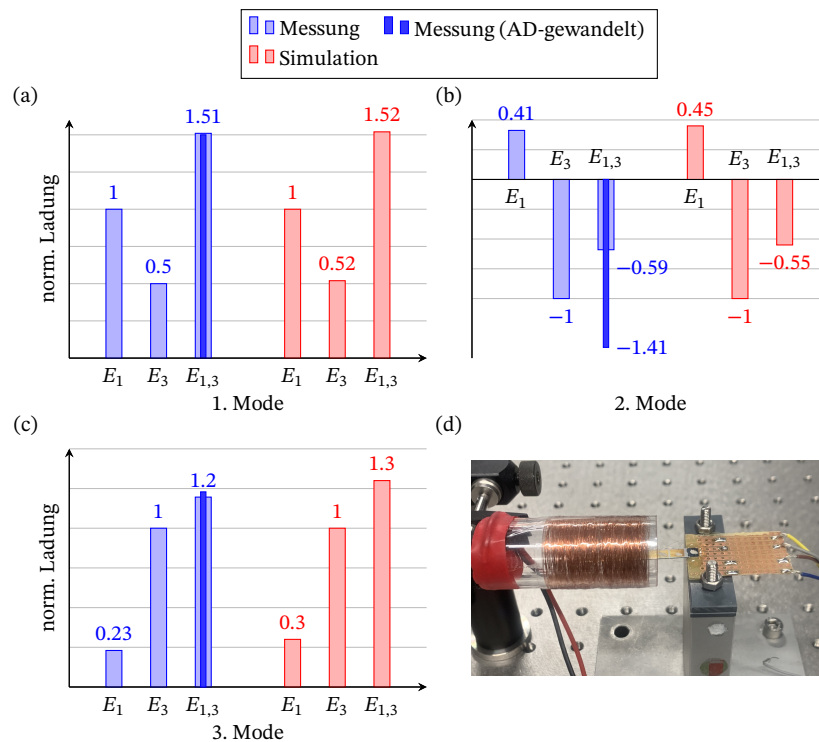 Messung Messung (AD-gewandelt)
Simulation
(a)
norm. Ladung
1 0.5 1.51 1 0.52 1.52
E1 E3 E1,3 E1 E3 E1,3
1. Mode
(b)
0.41 0.45
E3 E1,3 E3 E1,3
E1 E1
−0.59 −0.55
−1 −1
−1.41
2. Mode
(c)
norm. Ladung
0.23 1 1.2 0.3 1 1.3
E1 E3 E1,3 E1 E3 E1,3
3. Mode
(d)